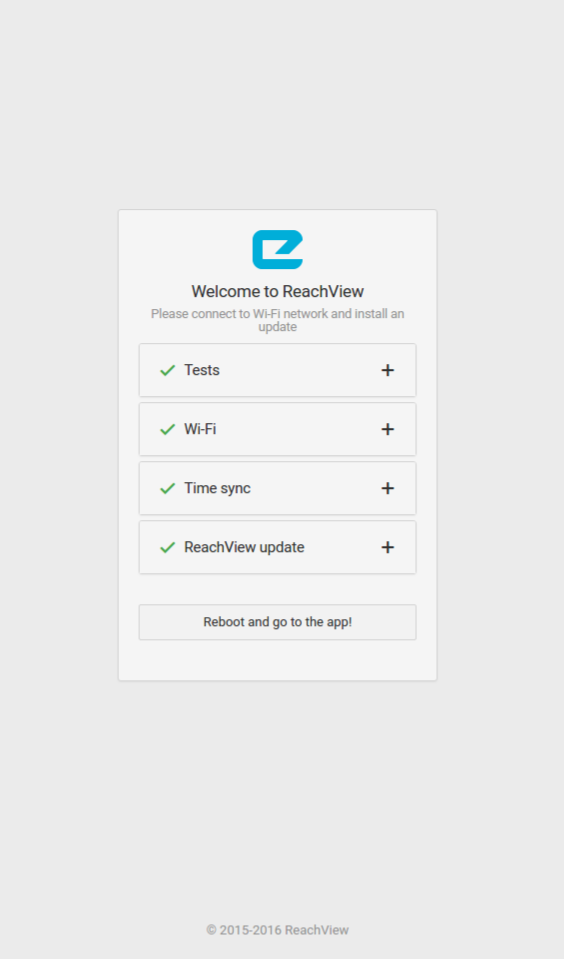 Welcome to ReachView
Please connect to Wi-Fi network and install an
update
Tests
Wi-Fi
Time sync
ReachView update
Reboot and go to the app!
© 2015-2016 ReachView